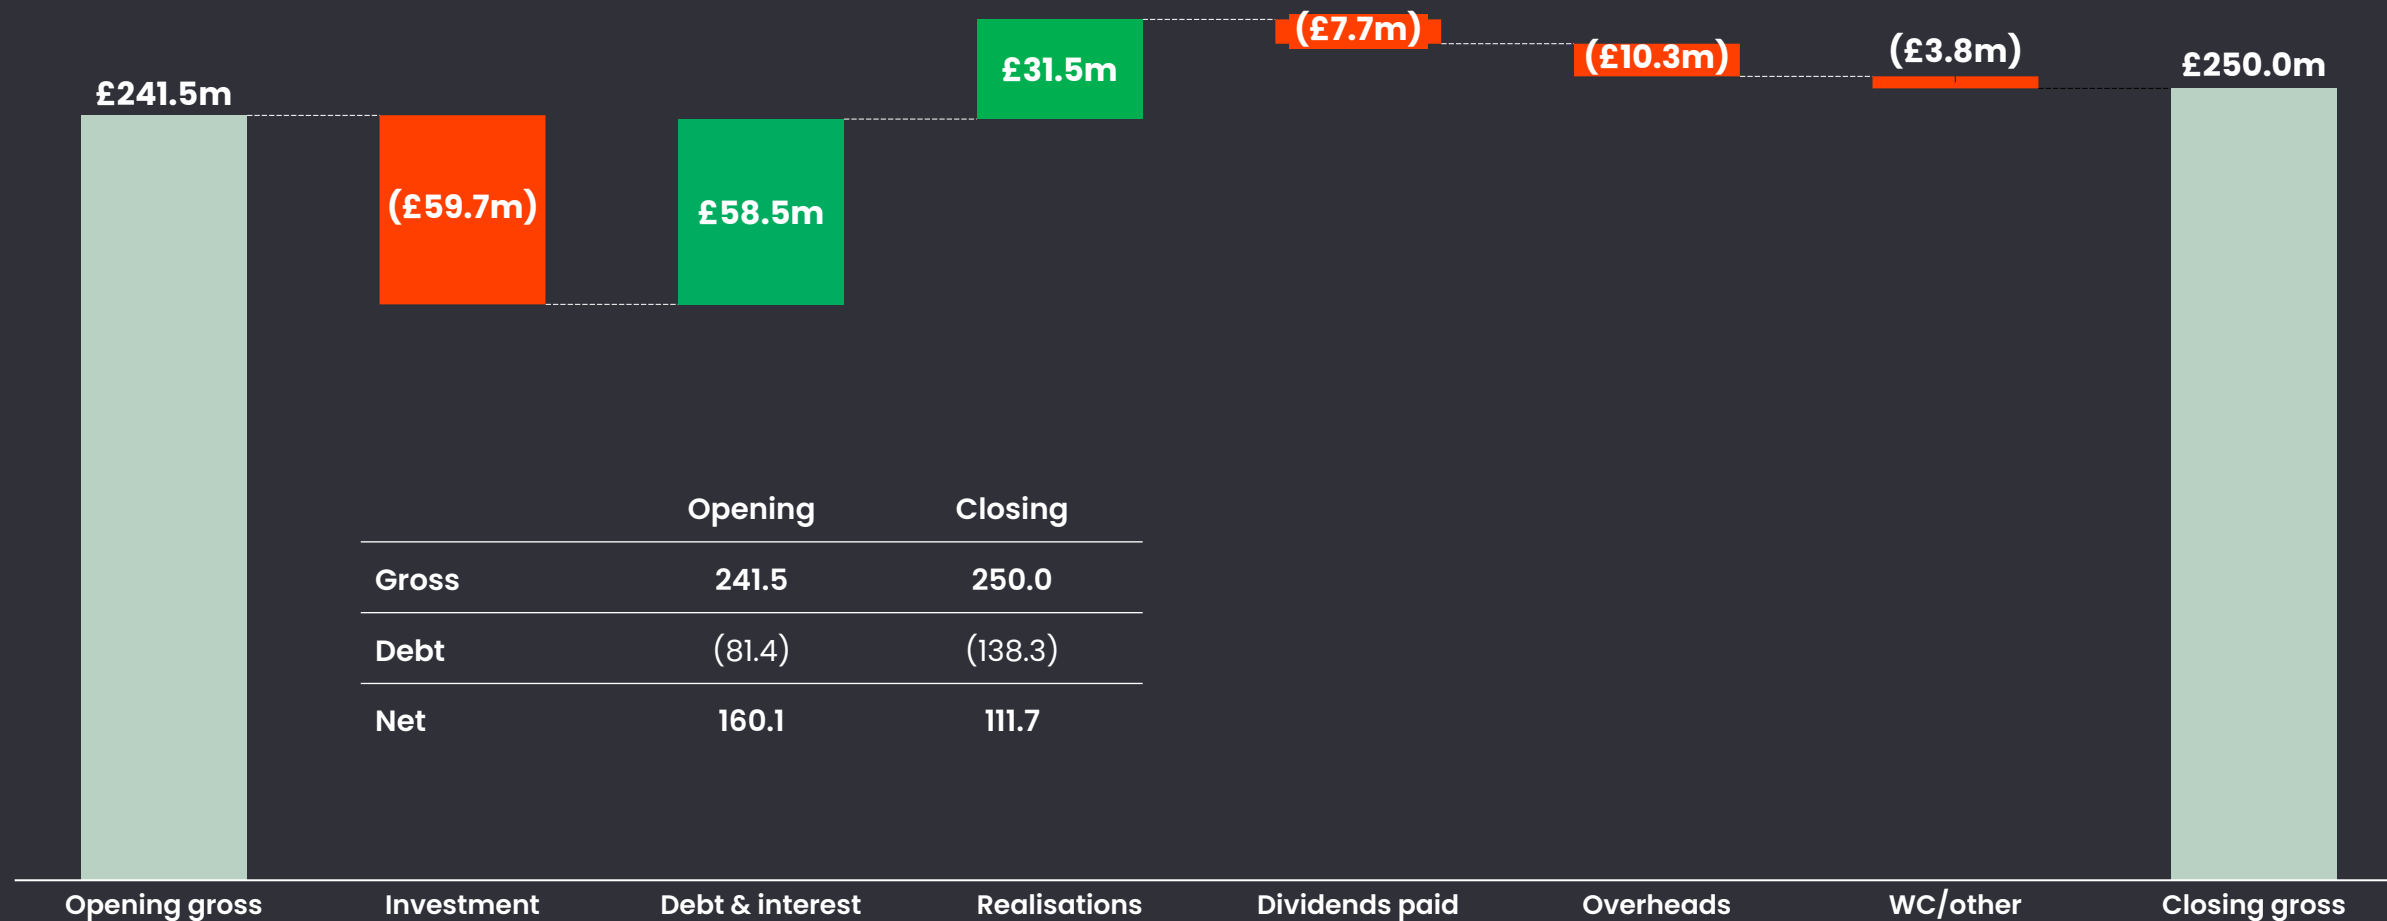 £241.5m
(£59.7m)
£58.5m
£31.5m
(£7.7m)
(£10.3m)
(£3.8m)
£250.0m
Opening Closing
Gross 241.5 250.0
Debt (81.4) (138.3)
Net 160.1 111.7
Opening gross Investment Debt & interest Realisations Dividends paid Overheads WC/other Closing gross